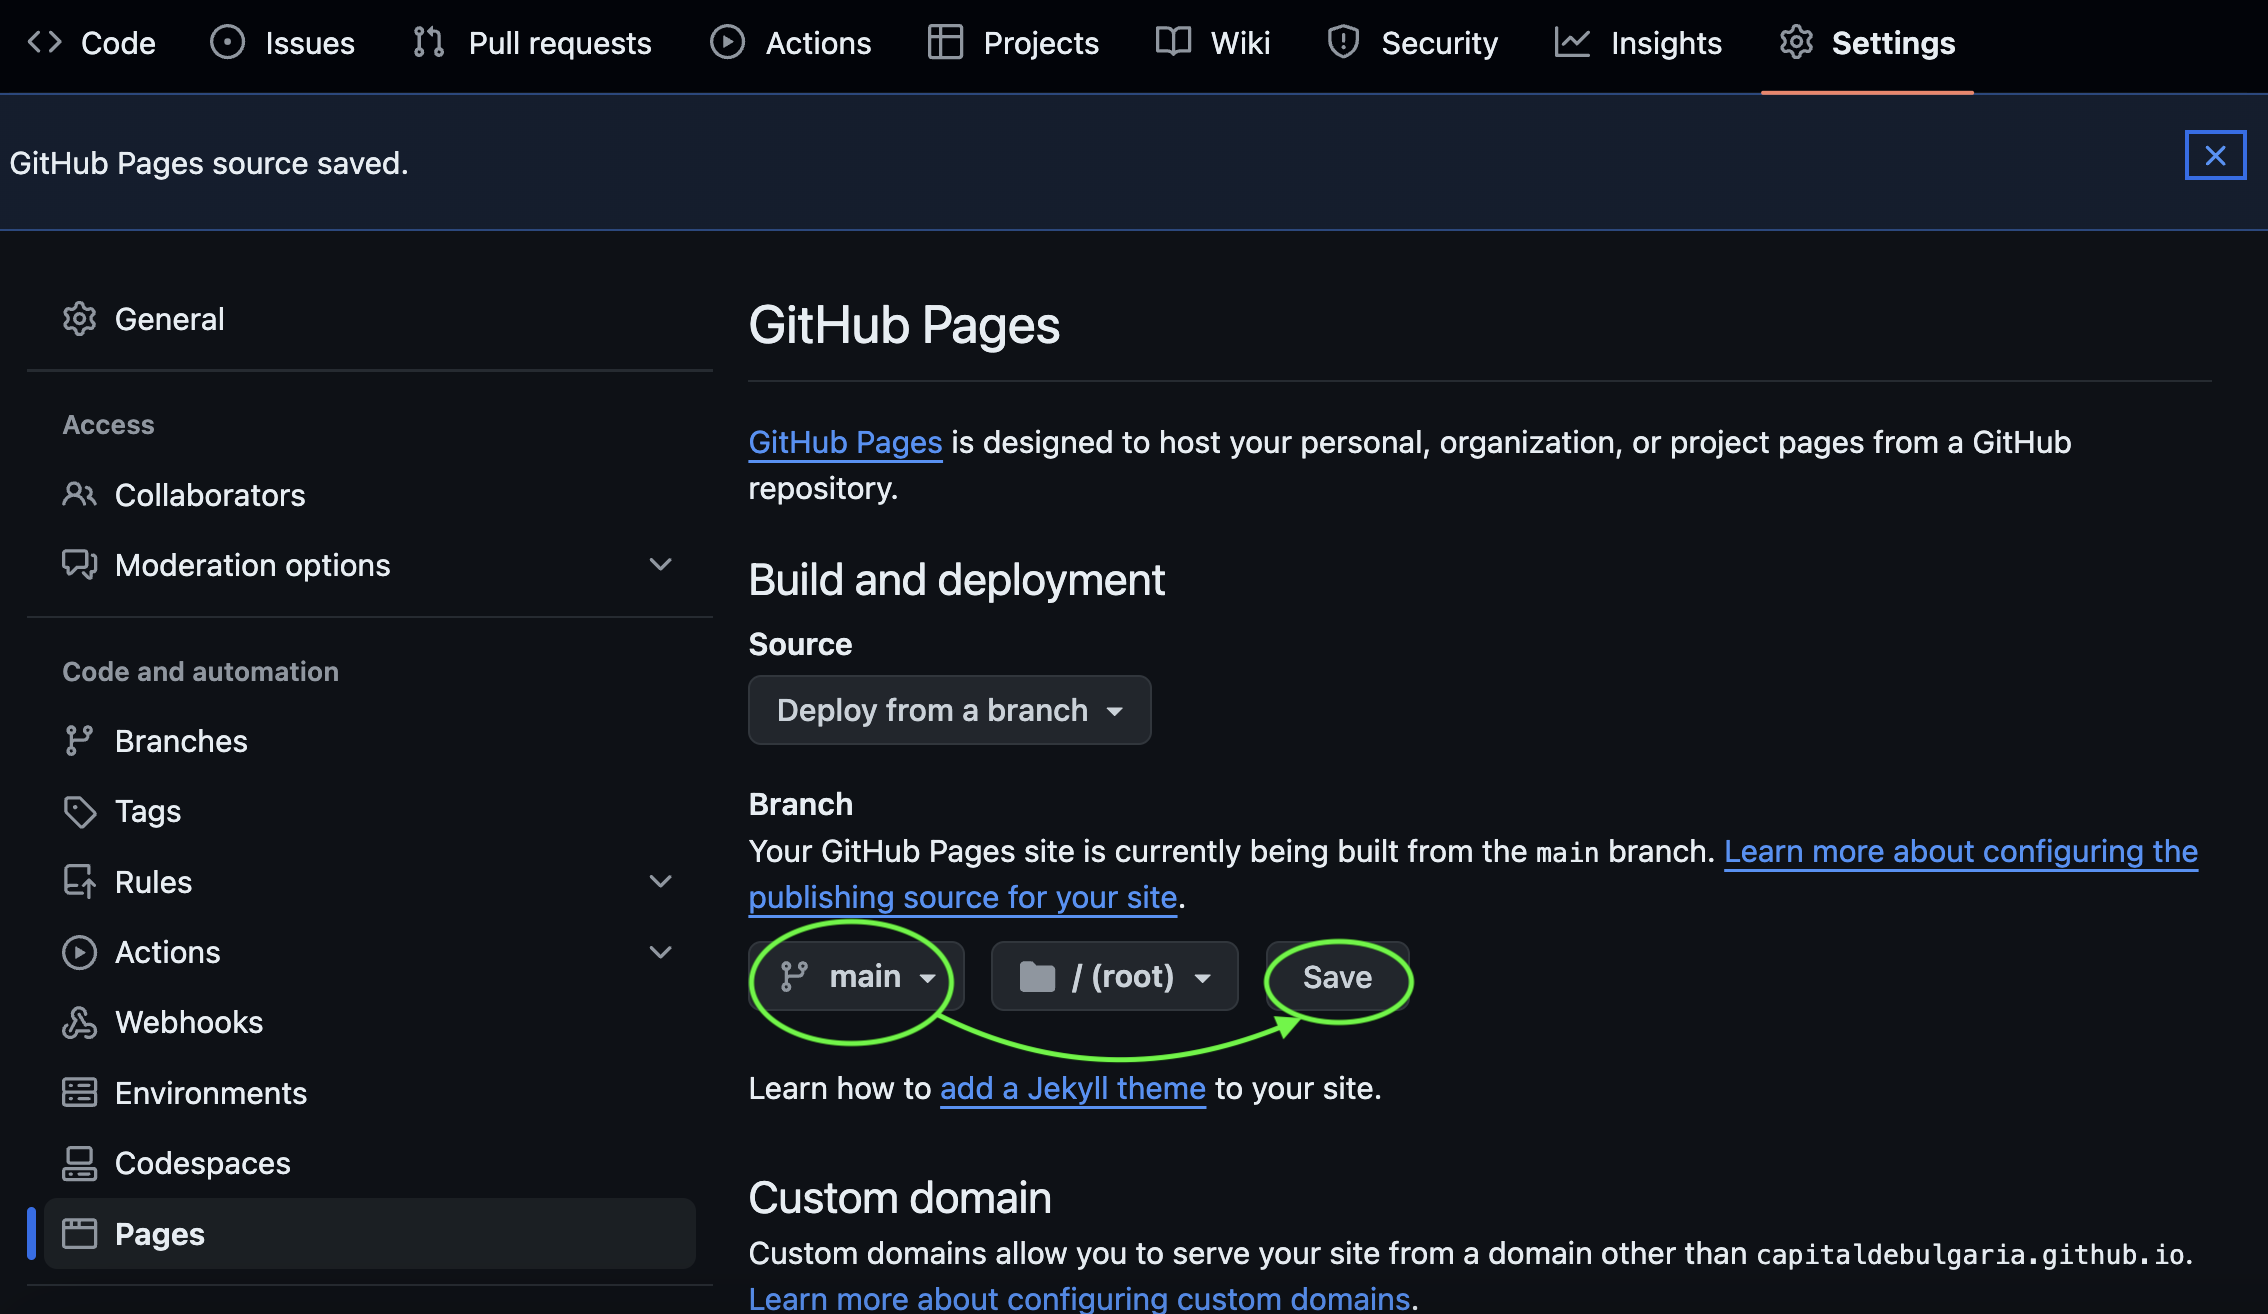 Code Issues Pull requests Actions Projects Wiki Security Insights Settings
GitHub Pages source saved.
General
Access
Collaborators
Moderation options
Code and automation
Branches
Tags
Rules
Actions
Webhooks
Environments
Codespaces
Pages
GitHub Pages
GitHub Pages is designed to host your personal, organization, or project pages from a GitHub
repository.
Build and deployment
Source
Deploy from a branch
Branch
Your GitHub Pages site is currently being built from the main branch. Learn more about configuring the
publishing source for your site.
main / (root) Save
Learn how to add a Jekyll theme to your site.
Custom domain
Custom domains allow you to serve your site from a domain other than capitaldebulgaria.github.io.
Learn more about configuring custom domains.